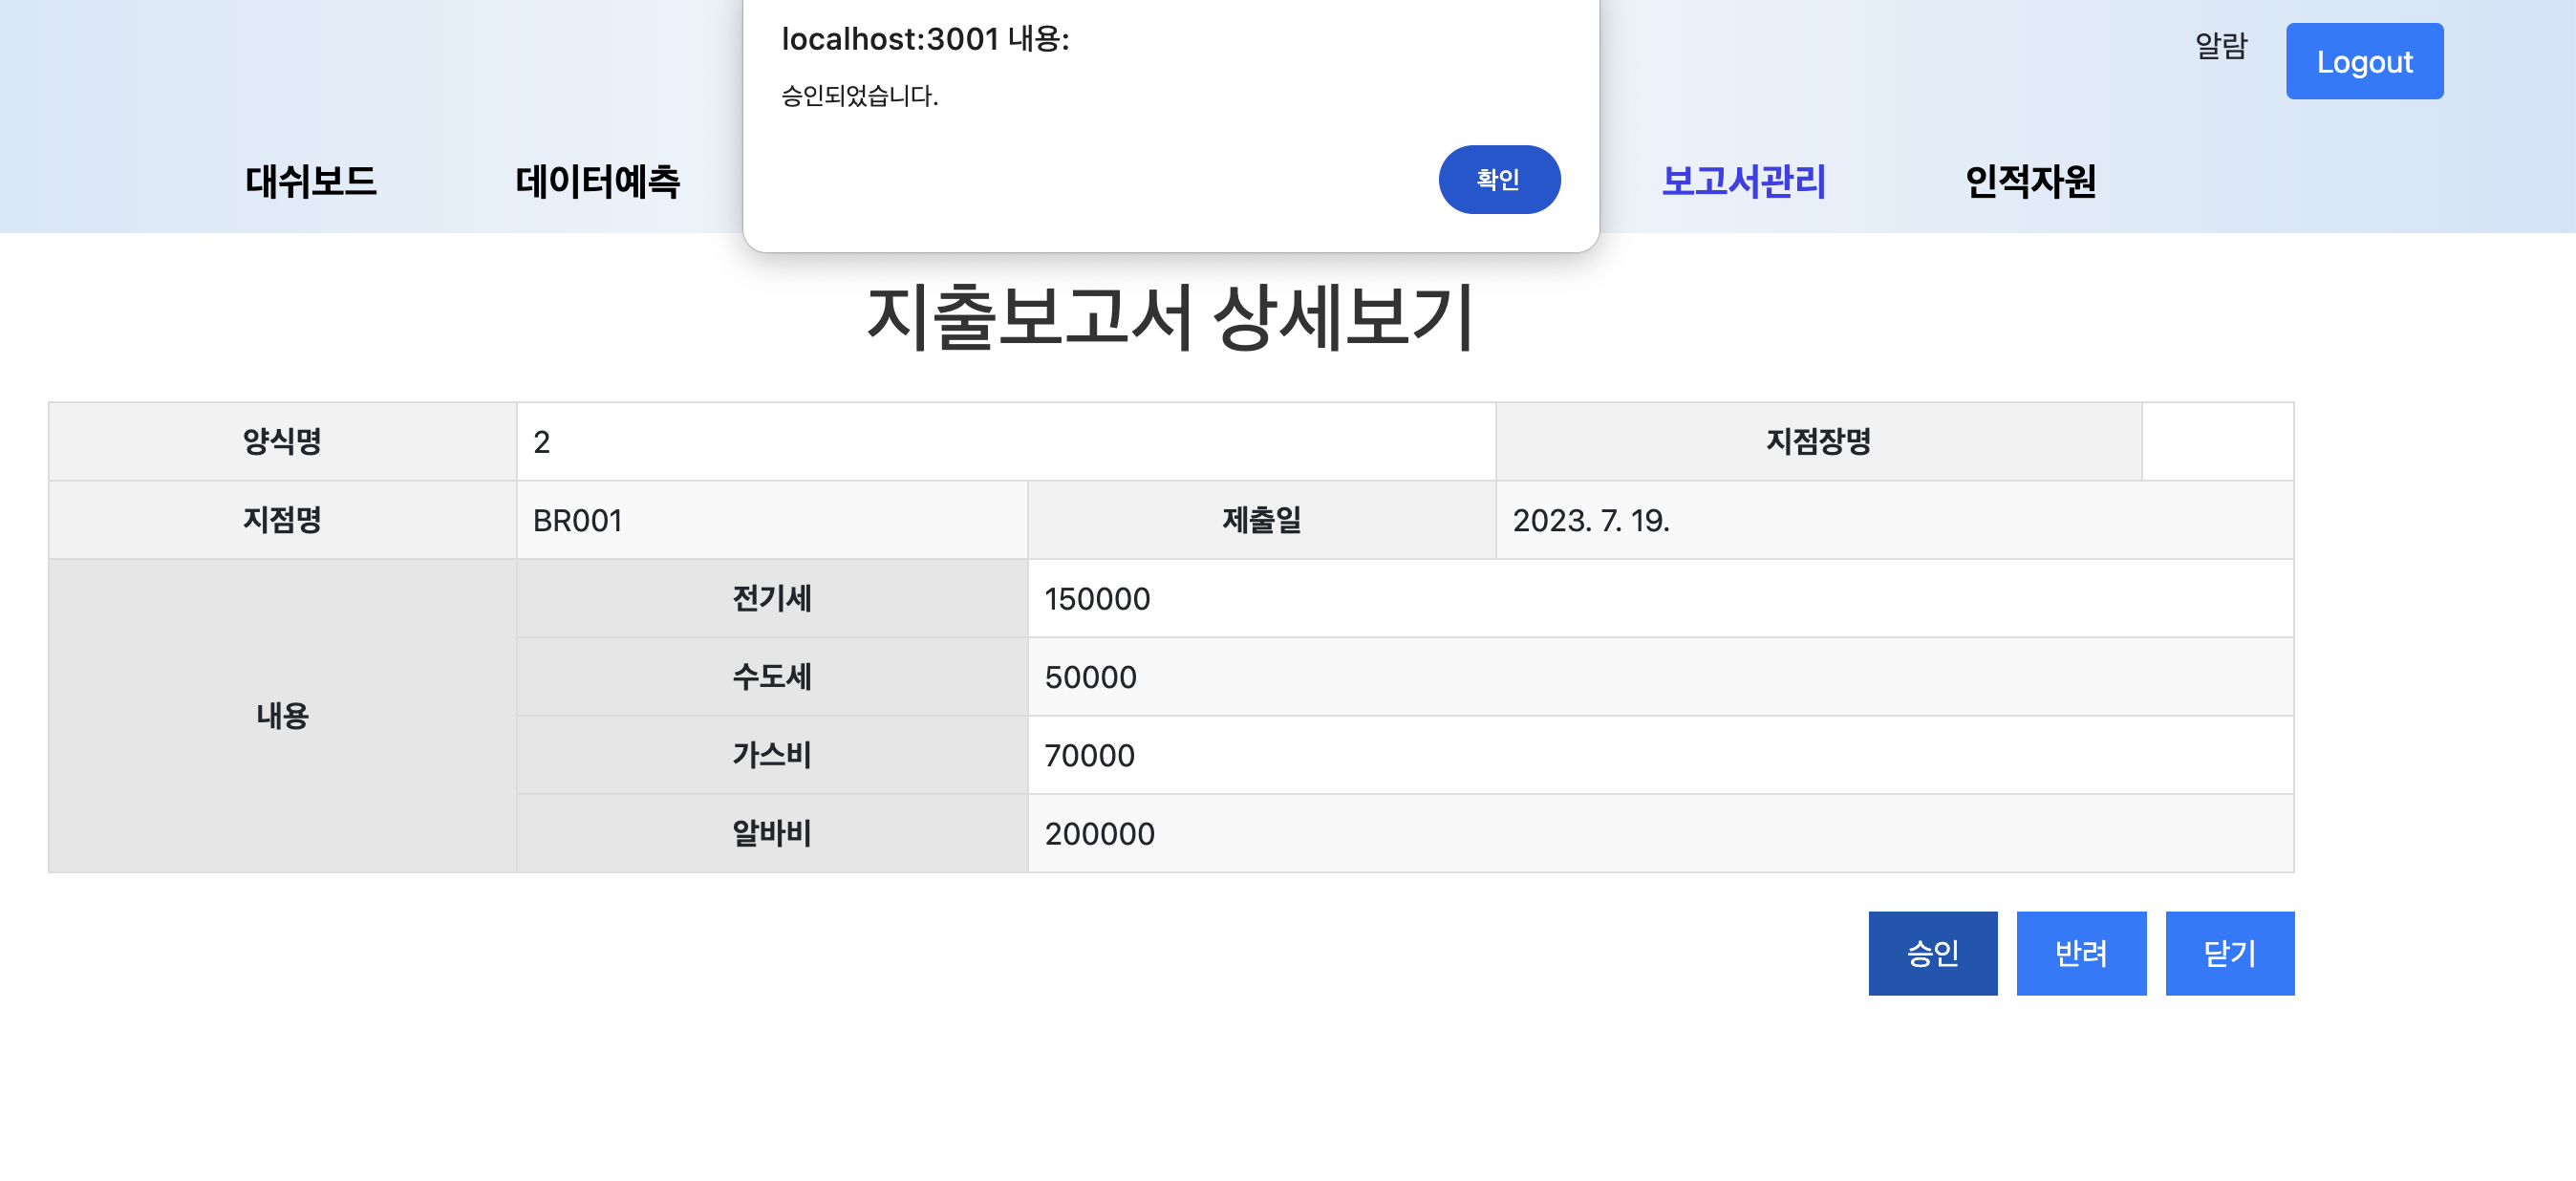 localhost:3001 내용:
승인되었습니다.
확인
알람
Logout
대쉬보드 데이터예측 보고서관리 인적자원
지출보고서 상세보기
양식명 2 지점장명
지점명 BR001 제출일 2023. 7. 19.
내용
전기세 150000
수도세 50000
가스비 70000
알바비 200000
승인 반려 닫기